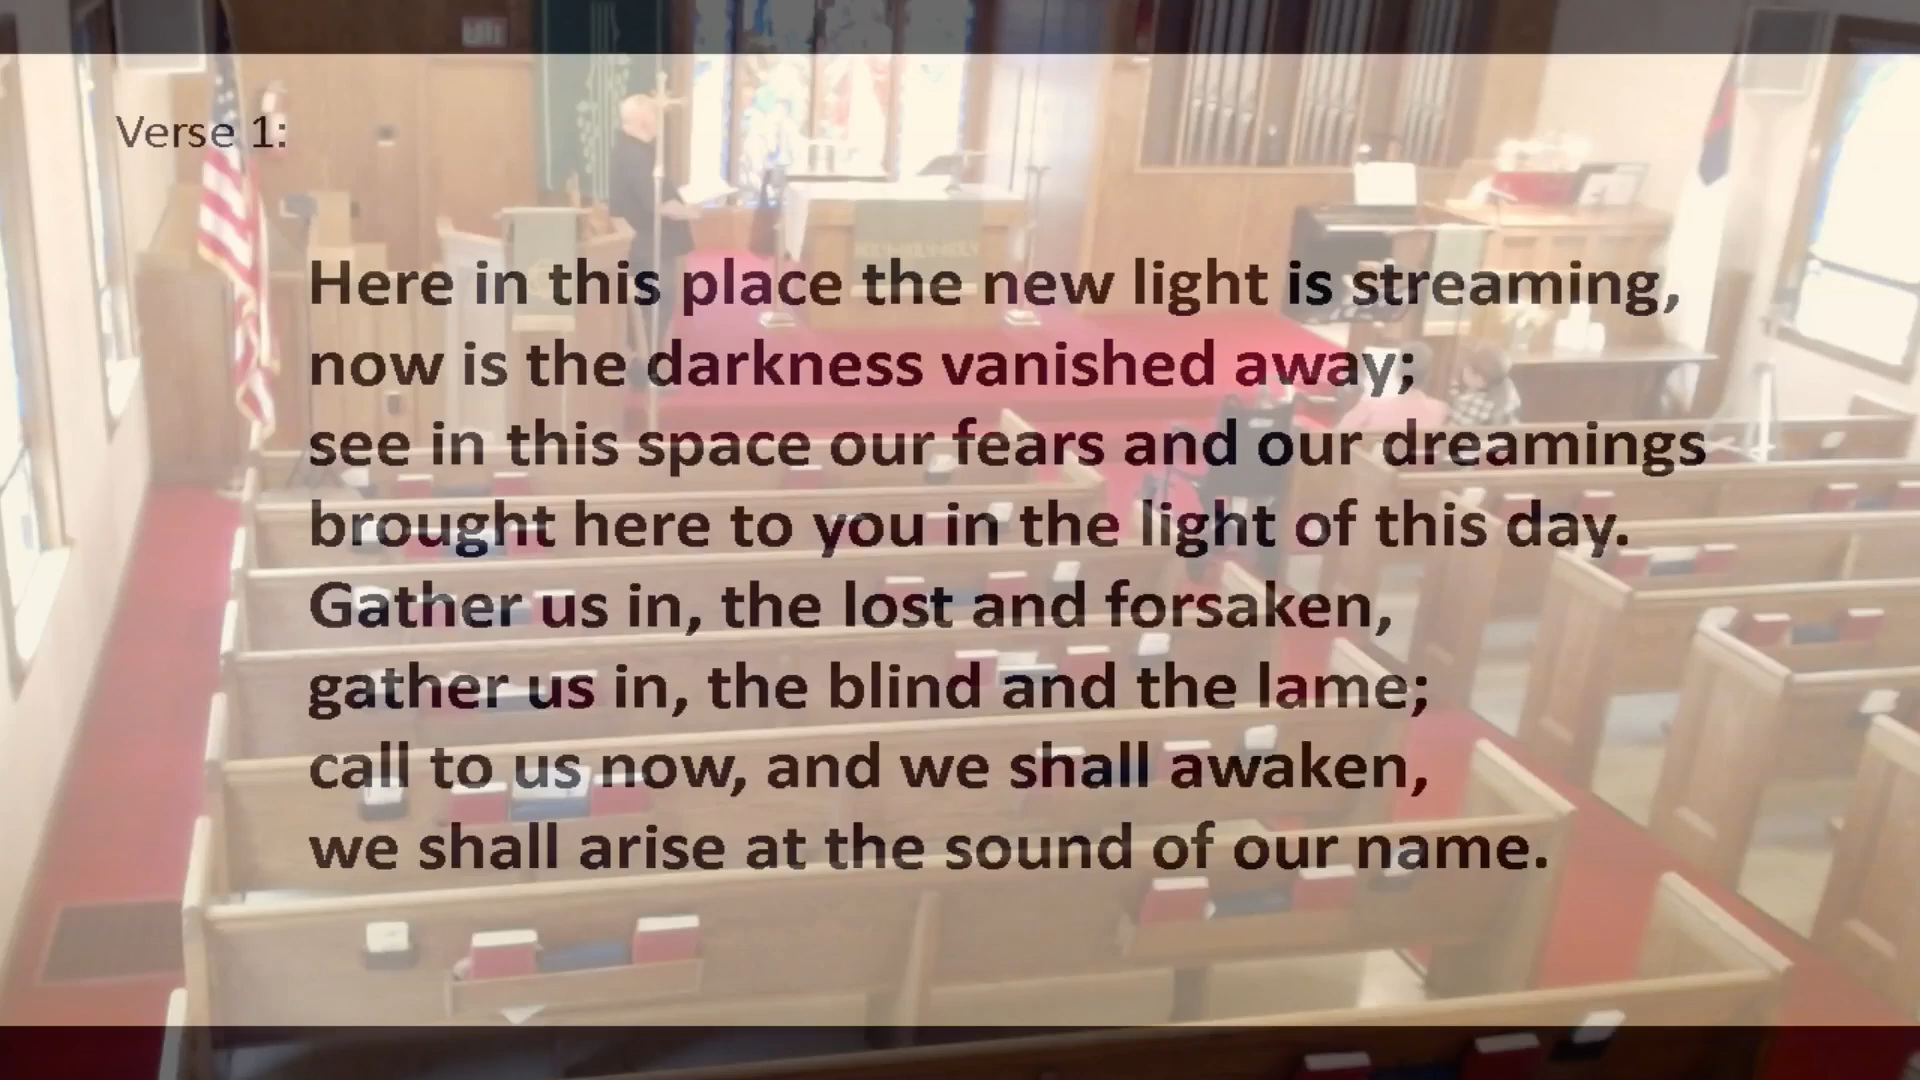 Verse 1:
Here in this place the new light is streaming,
now is the darkness vanished away;
see in this space our fears and our dreamings
brought here to you in the light of this day.
Gather us in, the lost and forsaken,
gather us in, the blind and the lame;
call to us now, and we shall awaken,
we shall arise at the sound of our name.
HOLY HOLY HOLY